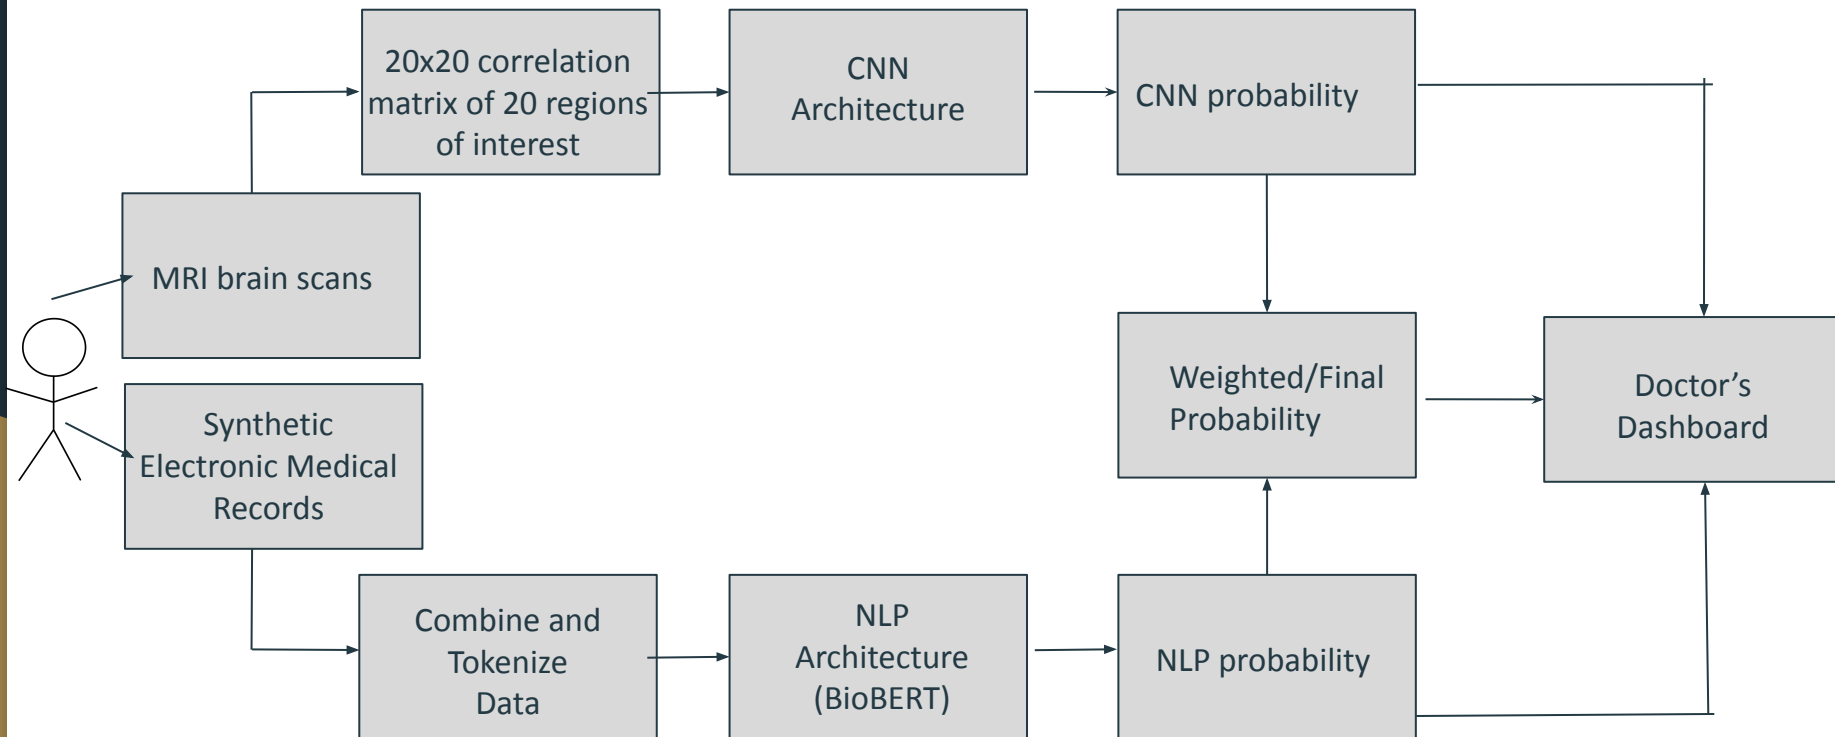 20x20 correlation
matrix of 20 regions
of interest
CNN
Architecture
CNN probability
MRI brain scans
Synthetic
Electronic Medical
Records
Weighted/Final
Probability
Doctor’s
Dashboard
Combine and
Tokenize
Data
NLP
Architecture
(BioBERT)
NLP probability